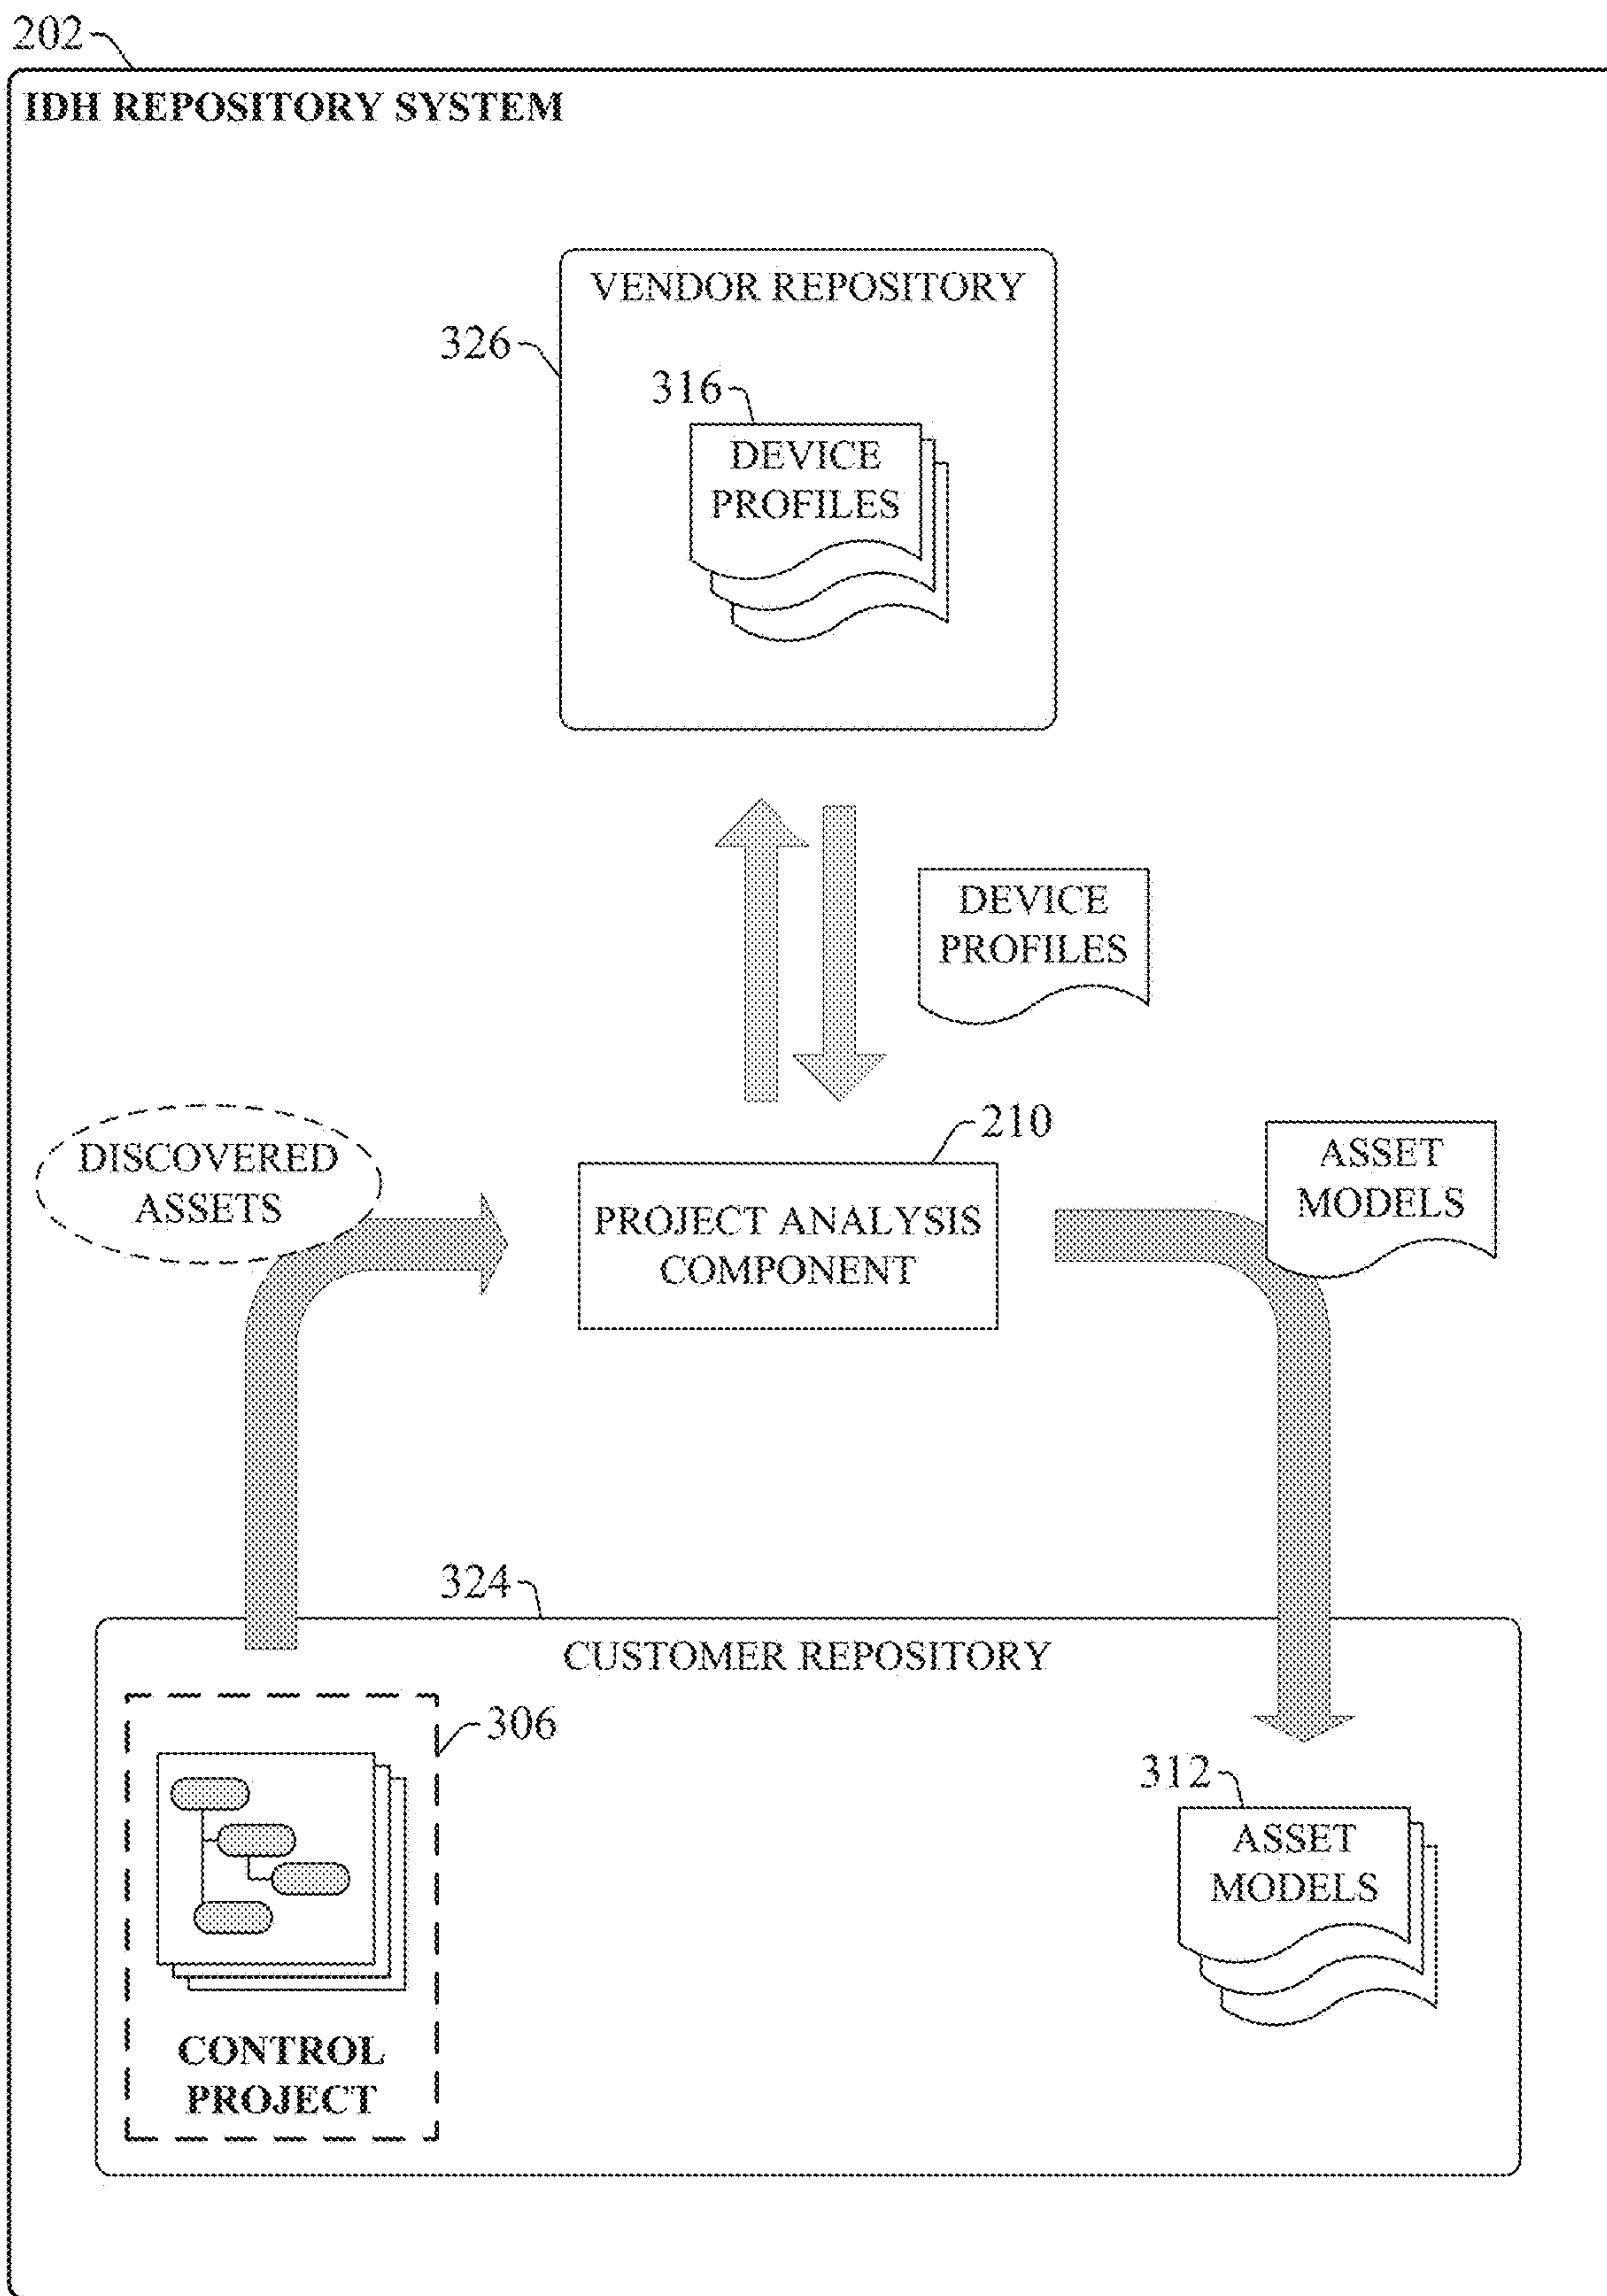 202
IDH REPOSITORY SYSTEM
VENDOR REPOSITORY
326
316
DEVICE
PROFILES
DEVICE
PROFILES
DISCOVERED
ASSETS
210
PROJECT ANALYSIS
COMPONENT
ASSET
MODELS
324
CUSTOMER REPOSITORY
306
CONTROL
PROJECT
312
ASSET
MODELS